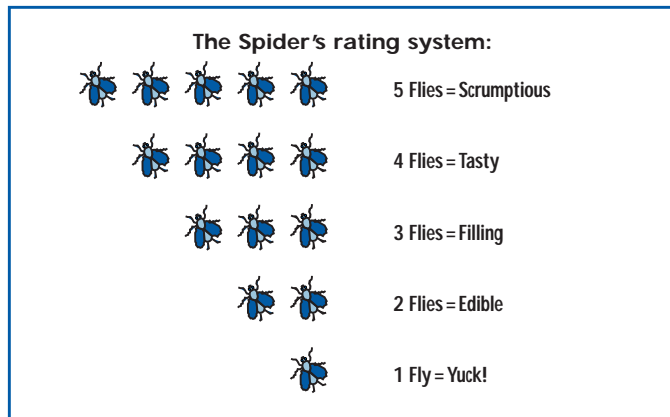 The Spider's rating system:
5 Flies = Scrumptious
4 Flies = Tasty
3 Flies = Filling
2 Flies = Edible
1 Fly = Yuck!